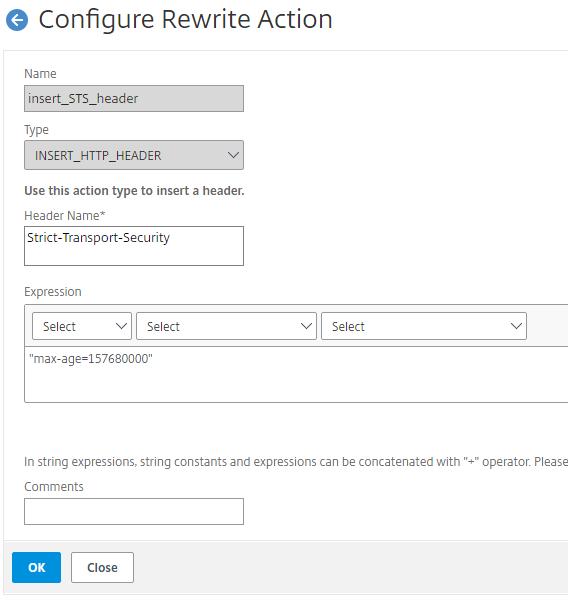 Configure Rewrite Action
Name
insert_STS_header
Type
INSERT_HTTP_HEADER
Use this action type to insert a header.
Header Name*
Strict-Transport-Security
Expression
Select Select Select
"max-age=157680000"
In string expressions, string constants and expressions can be concatenated with "+" operator. Please
Comments
OK Close